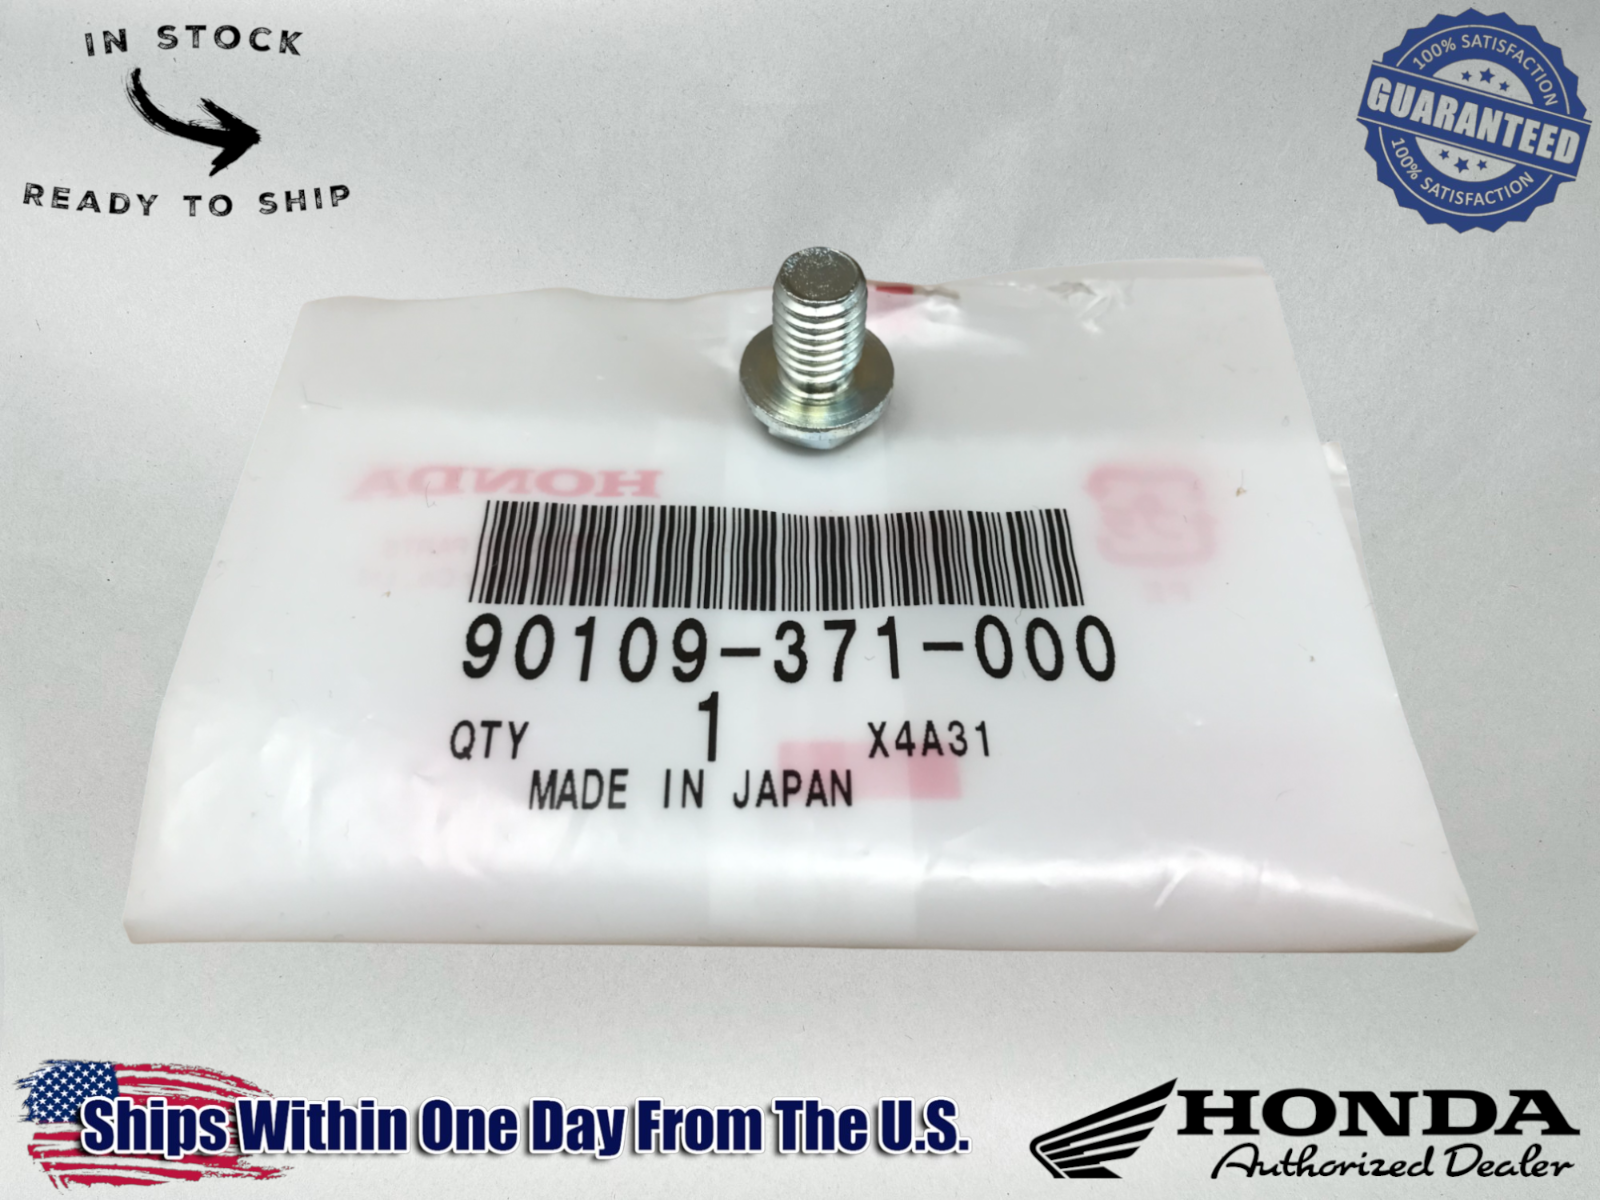 IN STOCK
READY TO SHIP
100% SATISFACTION
GUARANTEED
100% SATISFACTION
HONDA
90109-371-000
QTY 1 X4A31
MADE IN JAPAN
Ships Within One Day From The U.S.
HONDA
Authorized Dealer